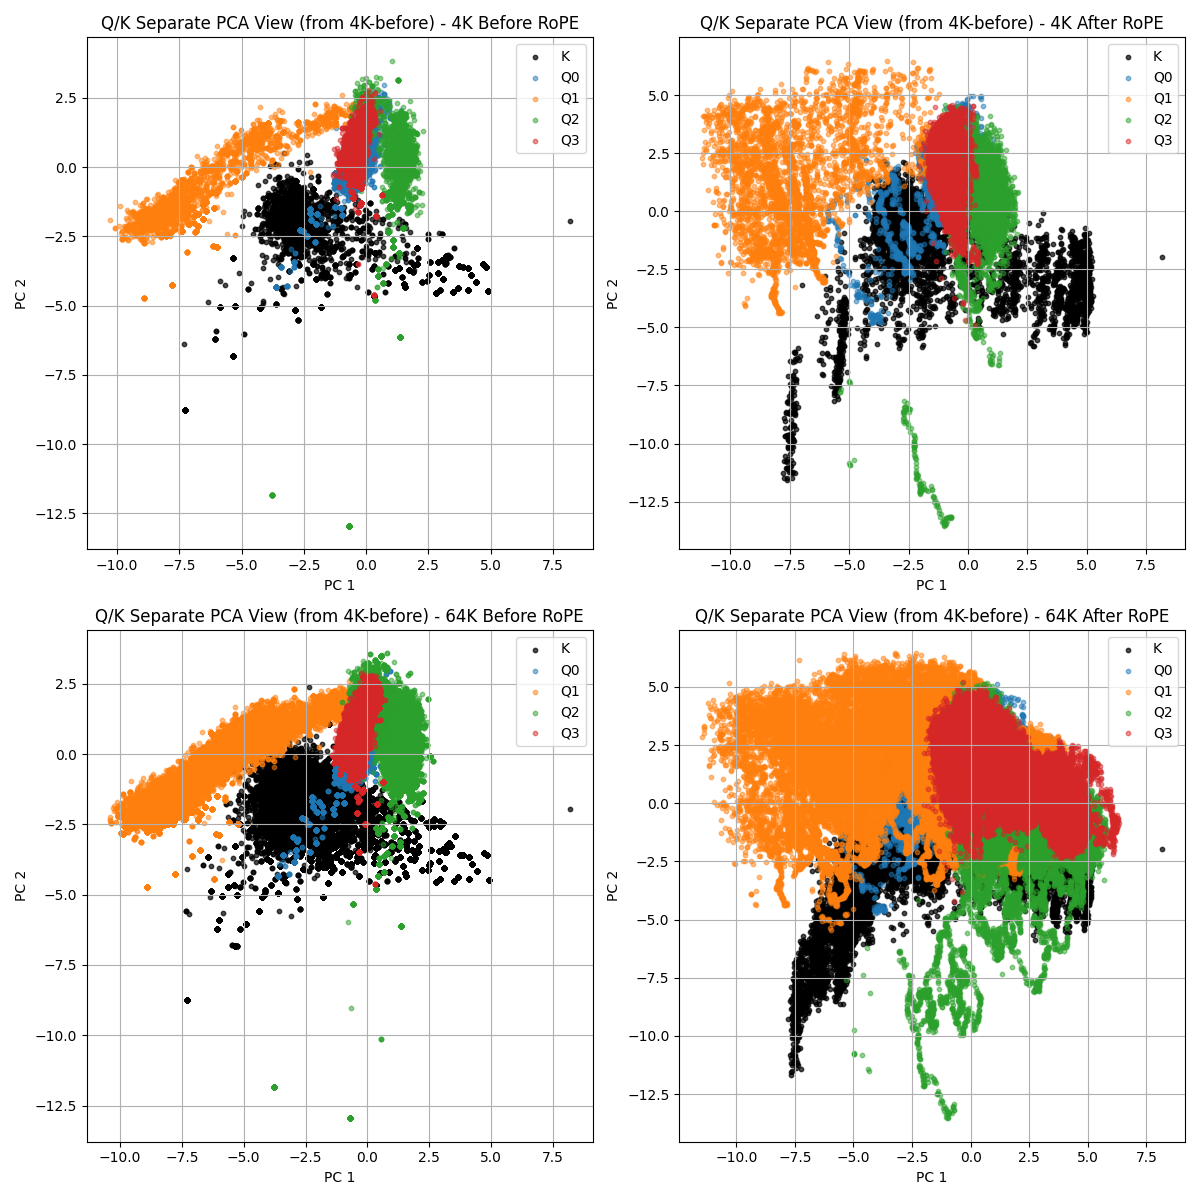 Q/K Separate PCA View (from 4K-before) - 4K Before RoPE
K
Q0
Q1
Q2
Q3
2.5
0.0
−2.5
−5.0
−7.5
−10.0
−12.5
PC 2
−10.0 −7.5 −5.0 −2.5 0.0 2.5 5.0 7.5
PC 1
Q/K Separate PCA View (from 4K-before) - 4K After RoPE
K
Q0
Q1
Q2
Q3
5.0
2.5
0.0
−2.5
−5.0
−7.5
−10.0
−12.5
PC 2
−10.0 −7.5 −5.0 −2.5 0.0 2.5 5.0 7.5
PC 1
Q/K Separate PCA View (from 4K-before) - 64K Before RoPE
K
Q0
Q1
Q2
Q3
2.5
0.0
−2.5
−5.0
−7.5
−10.0
−12.5
PC 2
−10.0 −7.5 −5.0 −2.5 0.0 2.5 5.0 7.5
PC 1
Q/K Separate PCA View (from 4K-before) - 64K After RoPE
K
Q0
Q1
Q2
Q3
5.0
2.5
0.0
−2.5
−5.0
−7.5
−10.0
−12.5
PC 2
−10.0 −7.5 −5.0 −2.5 0.0 2.5 5.0 7.5
PC 1